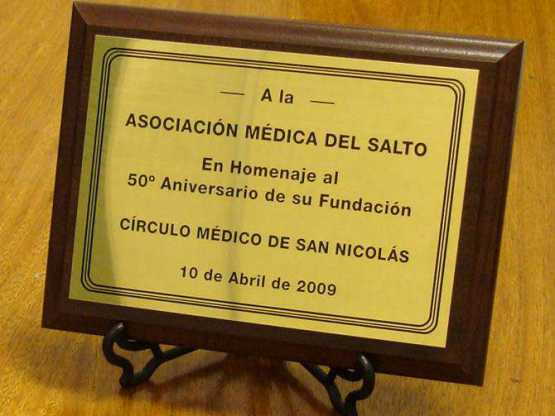 — A la —
ASOCIACIÓN MÉDICA DEL SALTO
En Homenaje al
50º Aniversario de su Fundación
CÍRCULO MÉDICO DE SAN NICOLÁS
10 de Abril de 2009